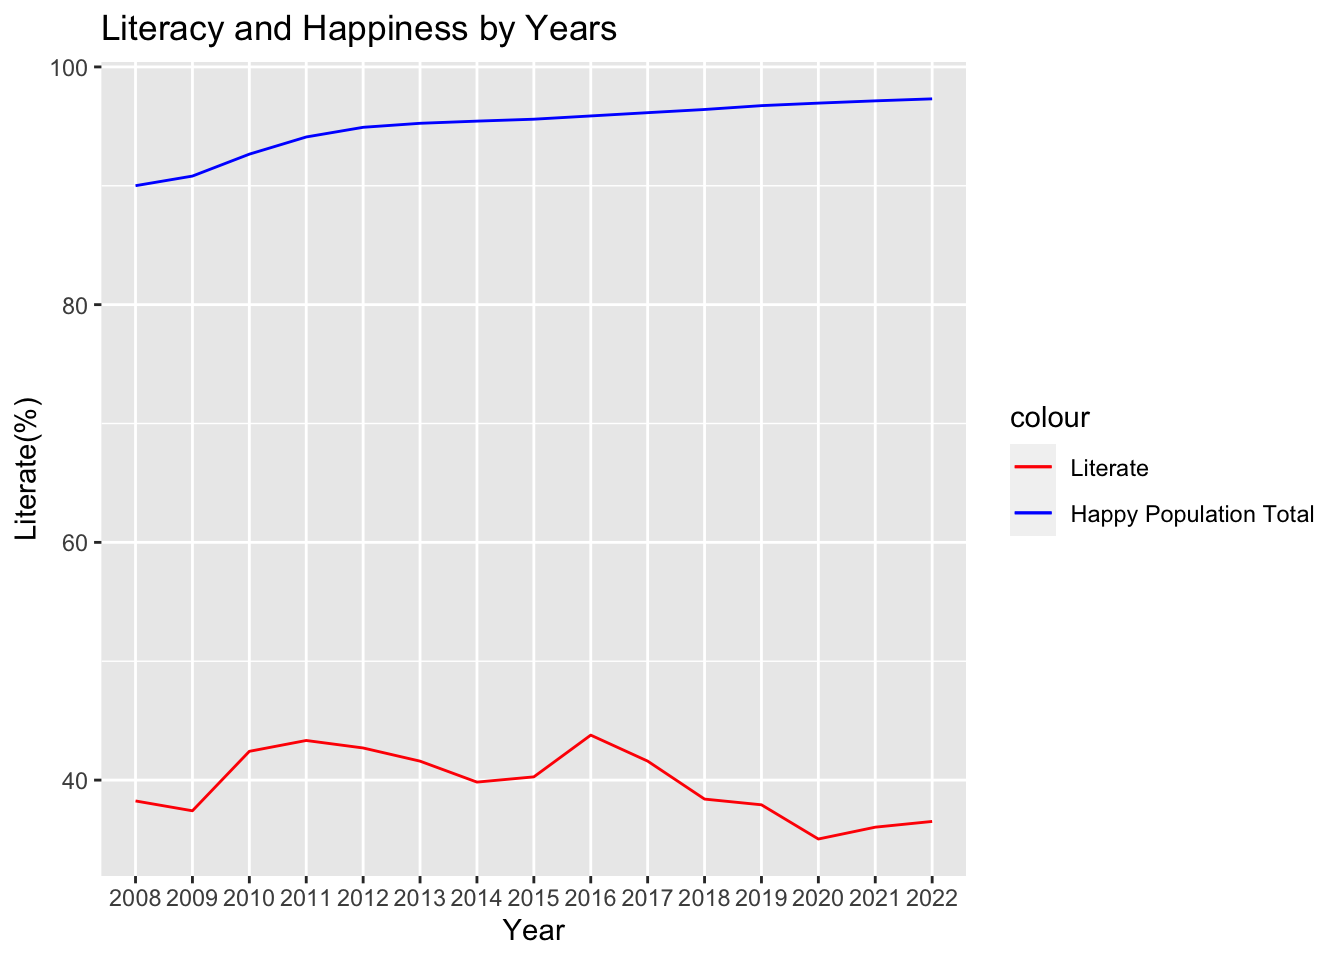 Literacy and Happiness by Years
100
80
60
40
Literate(%)
2008 2009 2010 2011 2012 2013 2014 2015 2016 2017 2018 2019 2020 2021 2022
Year
colour
Literate
Happy Population Total